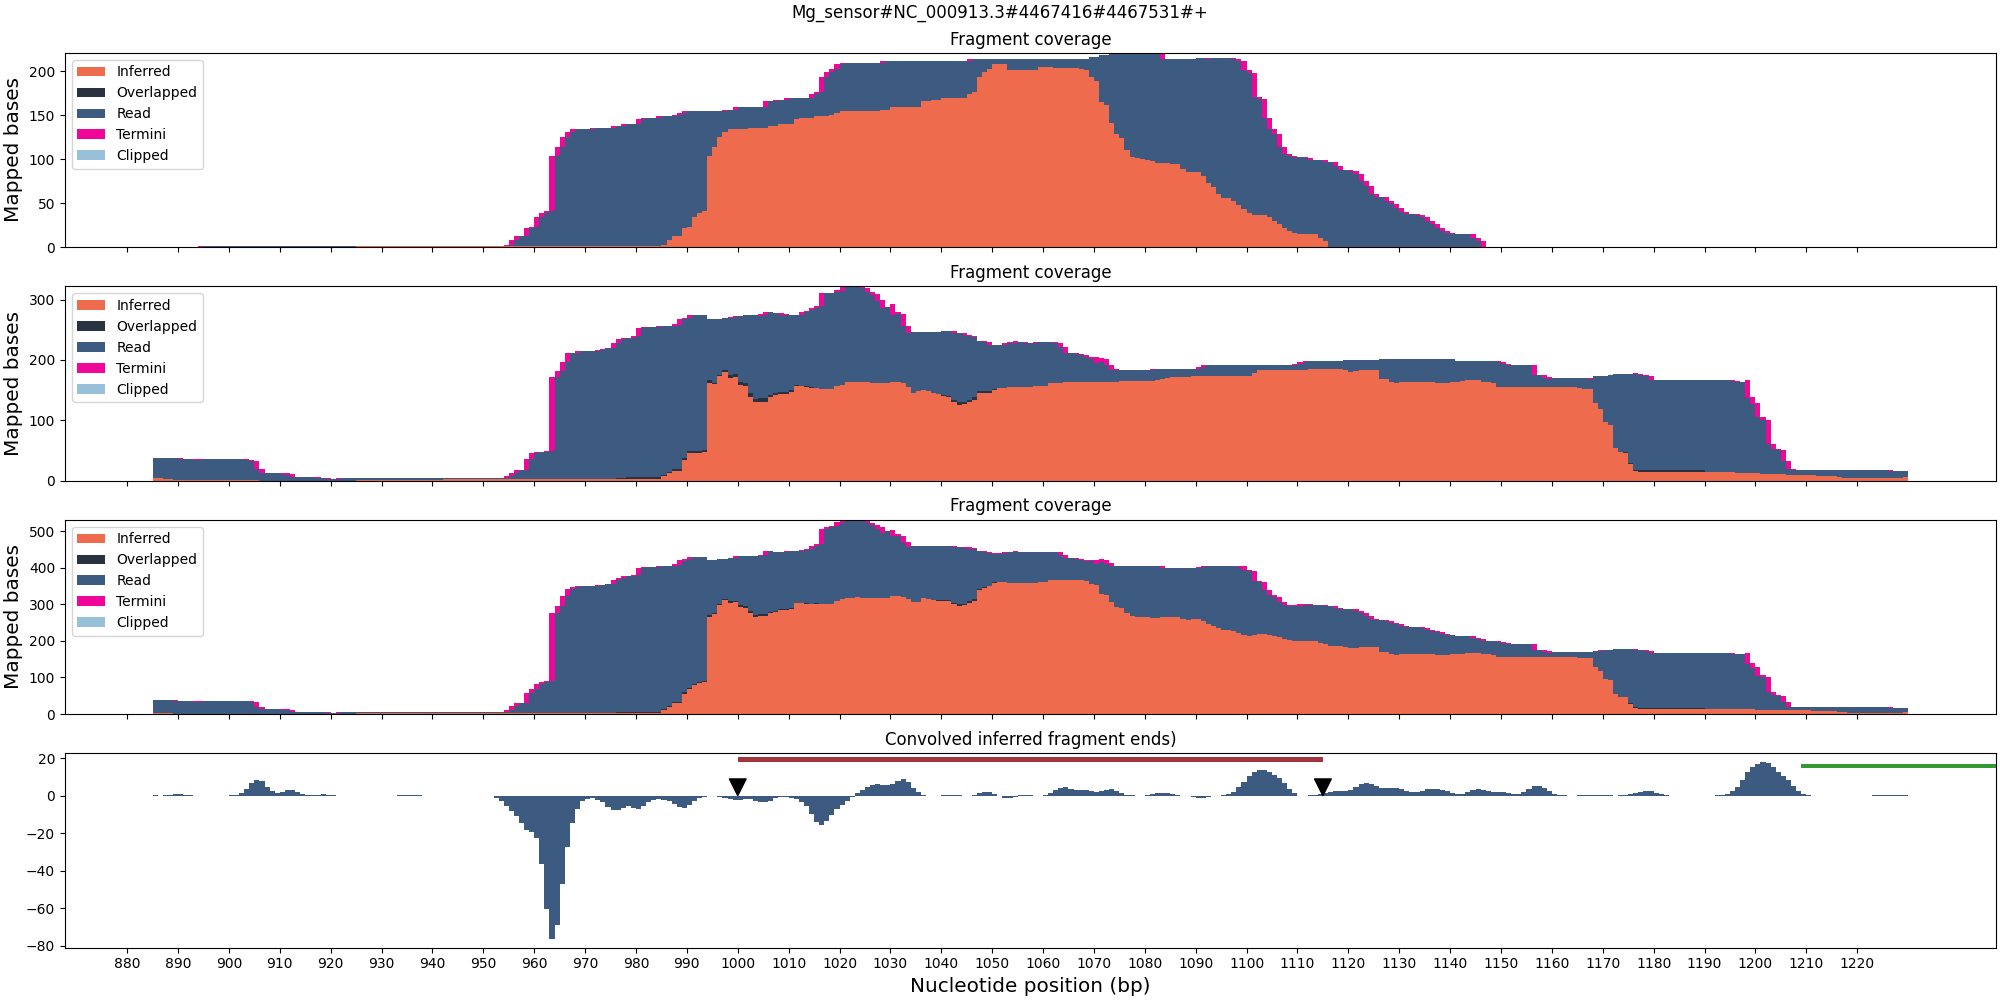 Mg_sensor#NC_000913.3#4467416#4467531#+
Fragment coverage
Mapped bases
200
150
100
50
0
Inferred
Overlapped
Read
Termini
Clipped
Fragment coverage
Mapped bases
300
200
100
0
Inferred
Overlapped
Read
Termini
Clipped
Fragment coverage
Mapped bases
500
400
300
200
100
0
Inferred
Overlapped
Read
Termini
Clipped
Convolved inferred fragment ends)
20
0
−20
−40
−60
−80
880 890 900 910 920 930 940 950 960 970 980 990 1000 1010 1020 1030 1040 1050 1060 1070 1080 1090 1100 1110 1120 1130 1140 1150 1160 1170 1180 1190 1200 1210 1220
Nucleotide position (bp)